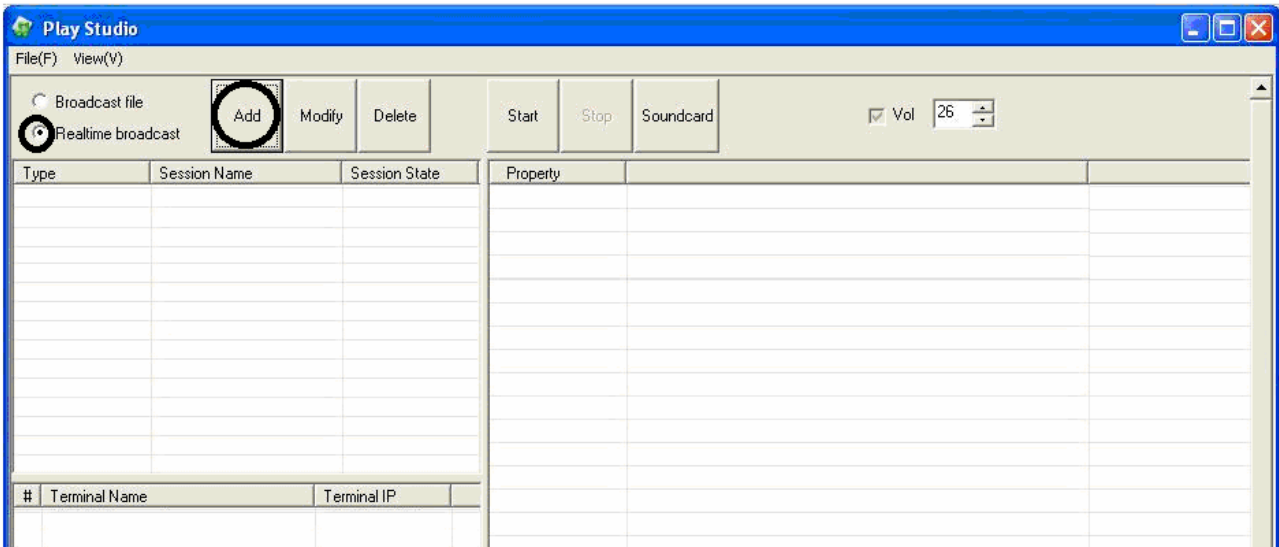 Play Studio
File(F) View(V)
Broadcast file
Realtime broadcast
Add Modify Delete Start Stop Soundcard Vol 26
Type Session Name Session State Property
# Terminal Name Terminal IP